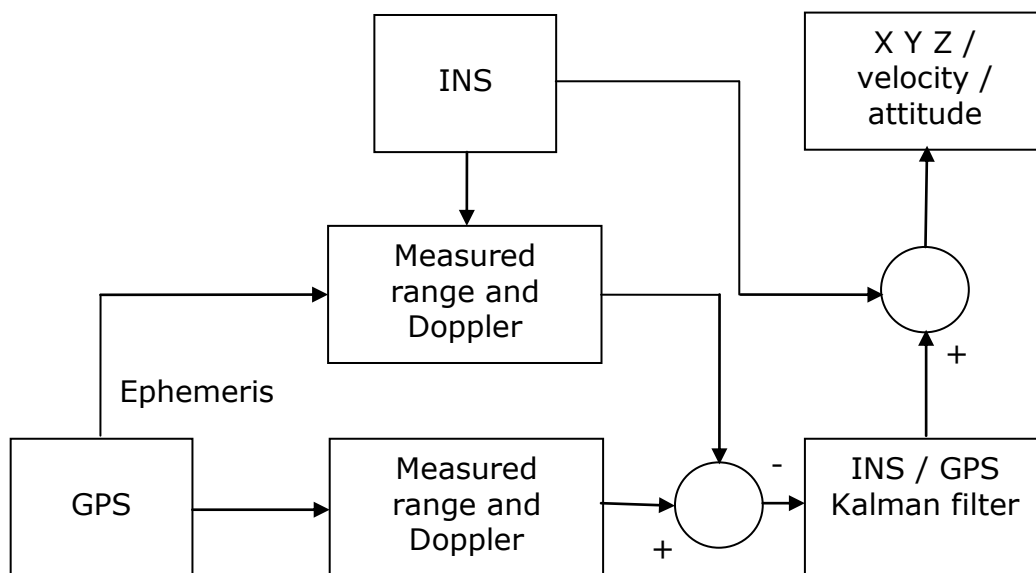 INS
X Y Z /
velocity /
attitude
Measured
range and
Doppler
+
Ephemeris
GPS
Measured
range and
Doppler
+
-
INS / GPS
Kalman filter